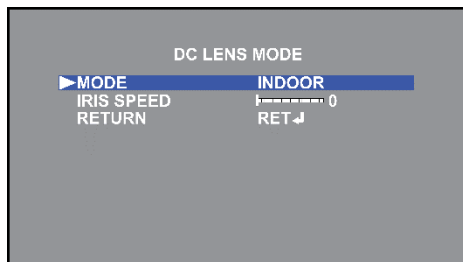 DC LENS MODE
►MODE INDOOR
IRIS SPEED 0
RETURN RET↲